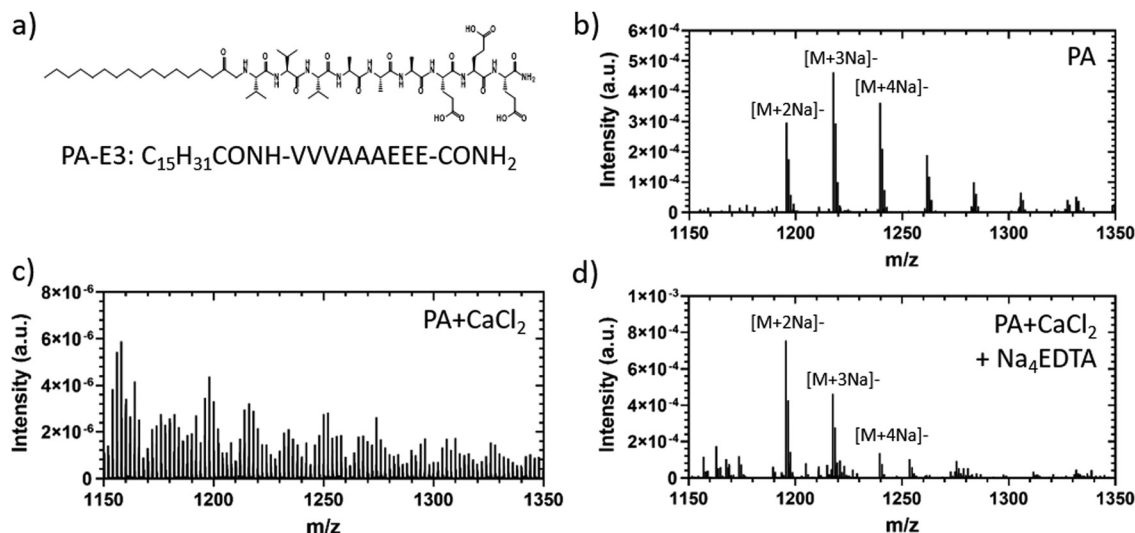 a)
O
H
N
O
H
N
O
N
H
O
H
N
O
N
H
O
H
N
O
N
H
O
H
N
O
N
H
O
H
N
O
NH₂
O
OH
HO
O
HO
O
PA-E3: C₁₅H₃₁CONH-VVVAAAEEE-CONH₂
b)
PA
[M+2Na]-
[M+3Na]-
[M+4Na]-
Intensity (a.u.)
6×10⁻⁴
5×10⁻⁴
4×10⁻⁴
3×10⁻⁴
2×10⁻⁴
1×10⁻⁴
0
1150
1200
1250
1300
1350
m/z
c)
PA+CaCl₂
Intensity (a.u.)
8×10⁻⁶
6×10⁻⁶
4×10⁻⁶
2×10⁻⁶
0
1150
1200
1250
1300
1350
m/z
d)
PA+CaCl₂
+ Na₄EDTA
[M+2Na]-
[M+3Na]-
[M+4Na]-
Intensity (a.u.)
1×10⁻³
8×10⁻⁴
6×10⁻⁴
4×10⁻⁴
2×10⁻⁴
0
1150
1200
1250
1300
1350
m/z